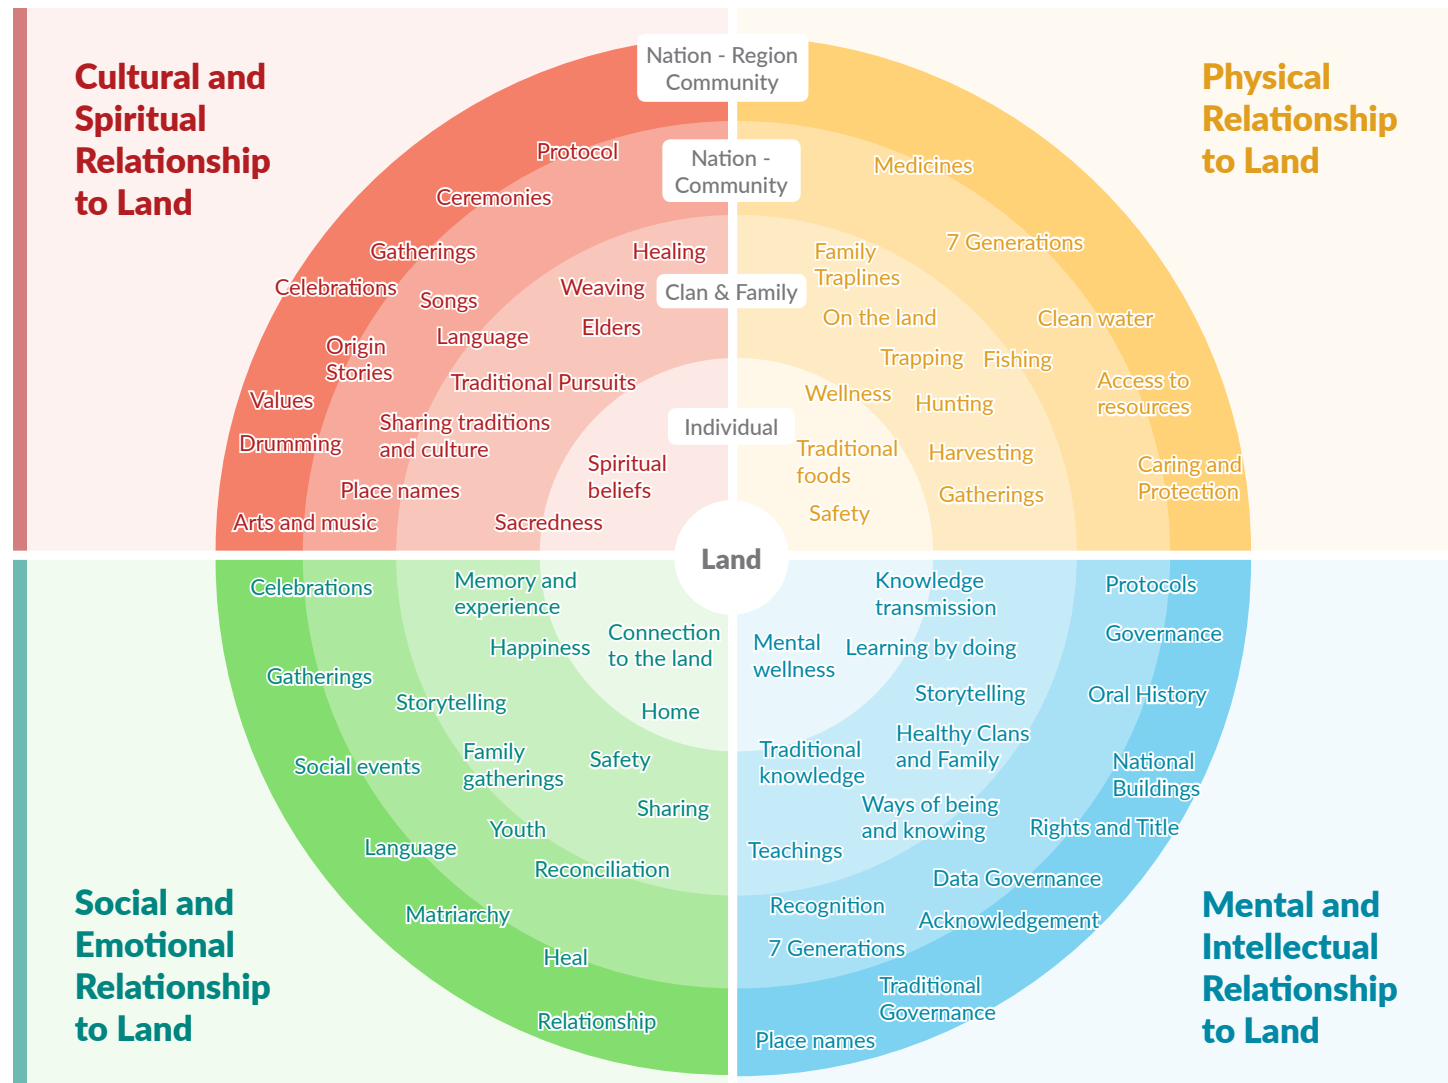 Cultural and
Spiritual
Relationship
to Land
Physical
Relationship
to Land
Nation - Region
Community
Nation -
Community
Clan & Family
Individual
Land
Protocol
Ceremonies
Gatherings
Healing
Celebrations
Songs
Weaving
Language
Elders
Origin
Stories
Traditional Pursuits
Values
Sharing traditions
and culture
Drumming
Spiritual
beliefs
Place names
Arts and music
Sacredness
Medicines
7 Generations
Family
Traplines
On the land
Clean water
Trapping
Fishing
Access to
resources
Wellness
Hunting
Traditional
foods
Harvesting
Caring and
Protection
Gatherings
Safety
Celebrations
Memory and
experience
Happiness
Connection
to the land
Gatherings
Storytelling
Home
Social events
Family
gatherings
Safety
Sharing
Youth
Language
Reconciliation
Matriarchy
Heal
Relationship
Social and
Emotional
Relationship
to Land
Knowledge
transmission
Protocols
Mental
wellness
Learning by doing
Governance
Storytelling
Oral History
Healthy Clans
and Family
Traditional
knowledge
National
Buildings
Ways of being
and knowing
Rights and Title
Teachings
Data Governance
Recognition
Acknowledgement
7 Generations
Traditional
Governance
Place names
Mental and
Intellectual
Relationship
to Land